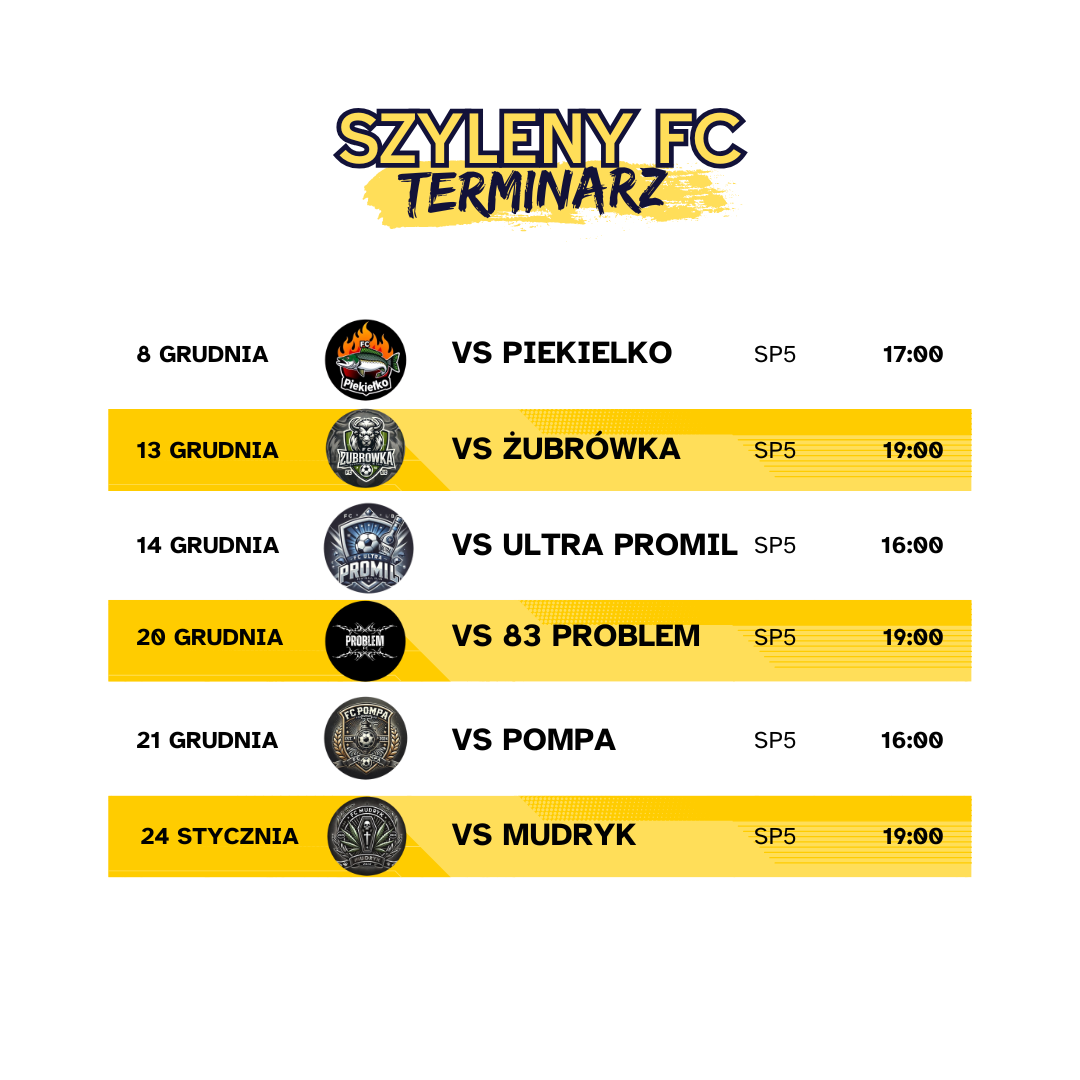 SZYLENY FC
TERMINARZ
8 GRUDNIA FC Piekiełko VS PIEKIELKO SP5 17:00
13 GRUDNIA ŻUBRÓWKA VS ŻUBRÓWKA SP5 19:00
14 GRUDNIA FC ULTRA PROMIL VS ULTRA PROMIL SP5 16:00
20 GRUDNIA PROBLEM VS 83 PROBLEM SP5 19:00
21 GRUDNIA FC POMPA VS POMPA SP5 16:00
24 STYCZNIA FC MUDRYK MUDRYK VS MUDRYK SP5 19:00